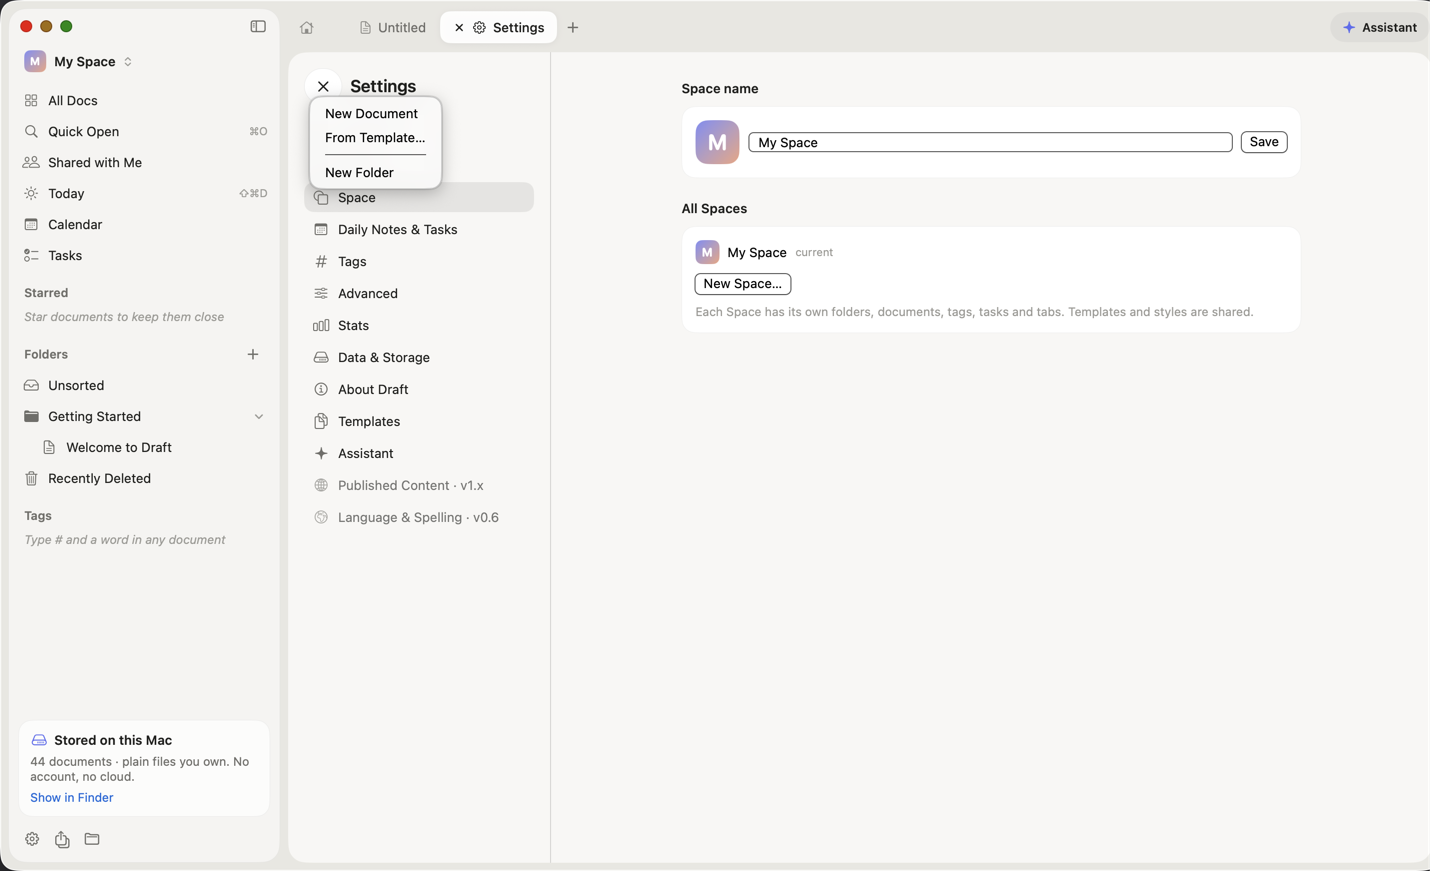 Untitled
Settings
Assistant
M My Space
All Docs
Quick Open ⌘O
Shared with Me
Today ⇧⌘D
Calendar
Tasks
Starred
Star documents to keep them close
Folders
Unsorted
Getting Started
Welcome to Draft
Recently Deleted
Tags
Type # and a word in any document
Stored on this Mac
44 documents · plain files you own. No
account, no cloud.
Show in Finder
Settings
New Document
From Template...
New Folder
Space
Daily Notes & Tasks
Tags
Advanced
Stats
Data & Storage
About Draft
Templates
Assistant
Published Content · v1.x
Language & Spelling · v0.6
Space name
M My Space Save
All Spaces
M My Space current
New Space...
Each Space has its own folders, documents, tags, tasks and tabs. Templates and styles are shared.